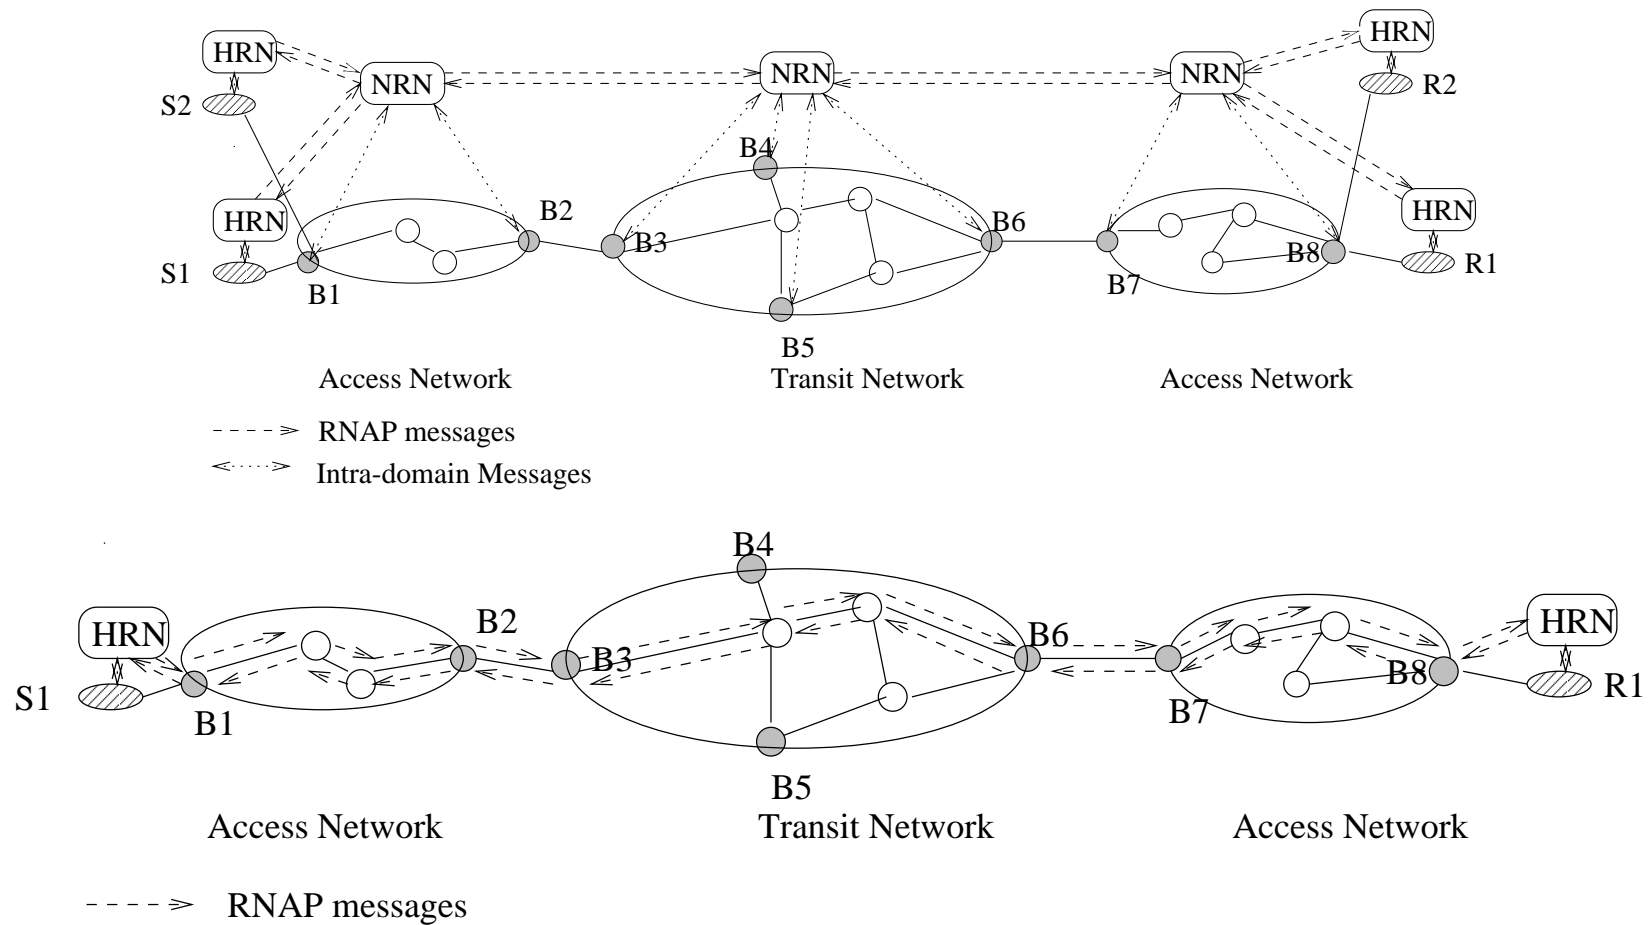 HRN
HRN
NRN
NRN
NRN
S2
R2
B4
HRN
HRN
B2
B3
B6
B8
S1
R1
B1
B7
B5
Access Network
Transit Network
Access Network
RNAP messages
Intra-domain Messages
B4
HRN
B2
B6
HRN
B3
B8
S1
R1
B1
B7
B5
Access Network
Transit Network
Access Network
RNAP messages